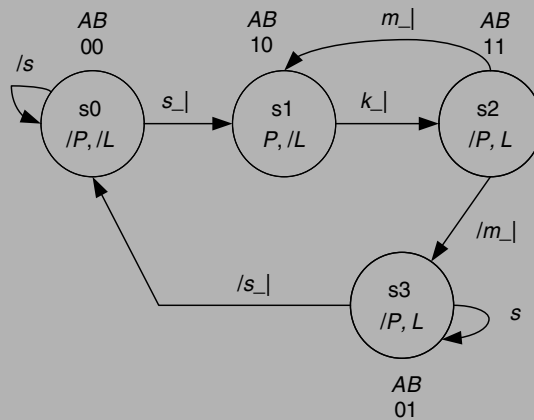 AB
00
/s
s0
/P, /L
s_|
AB
10
s1
P, /L
m_|
k_|
AB
11
s2
/P, L
/m_|
/s_|
s3
/P, L
s
AB
01